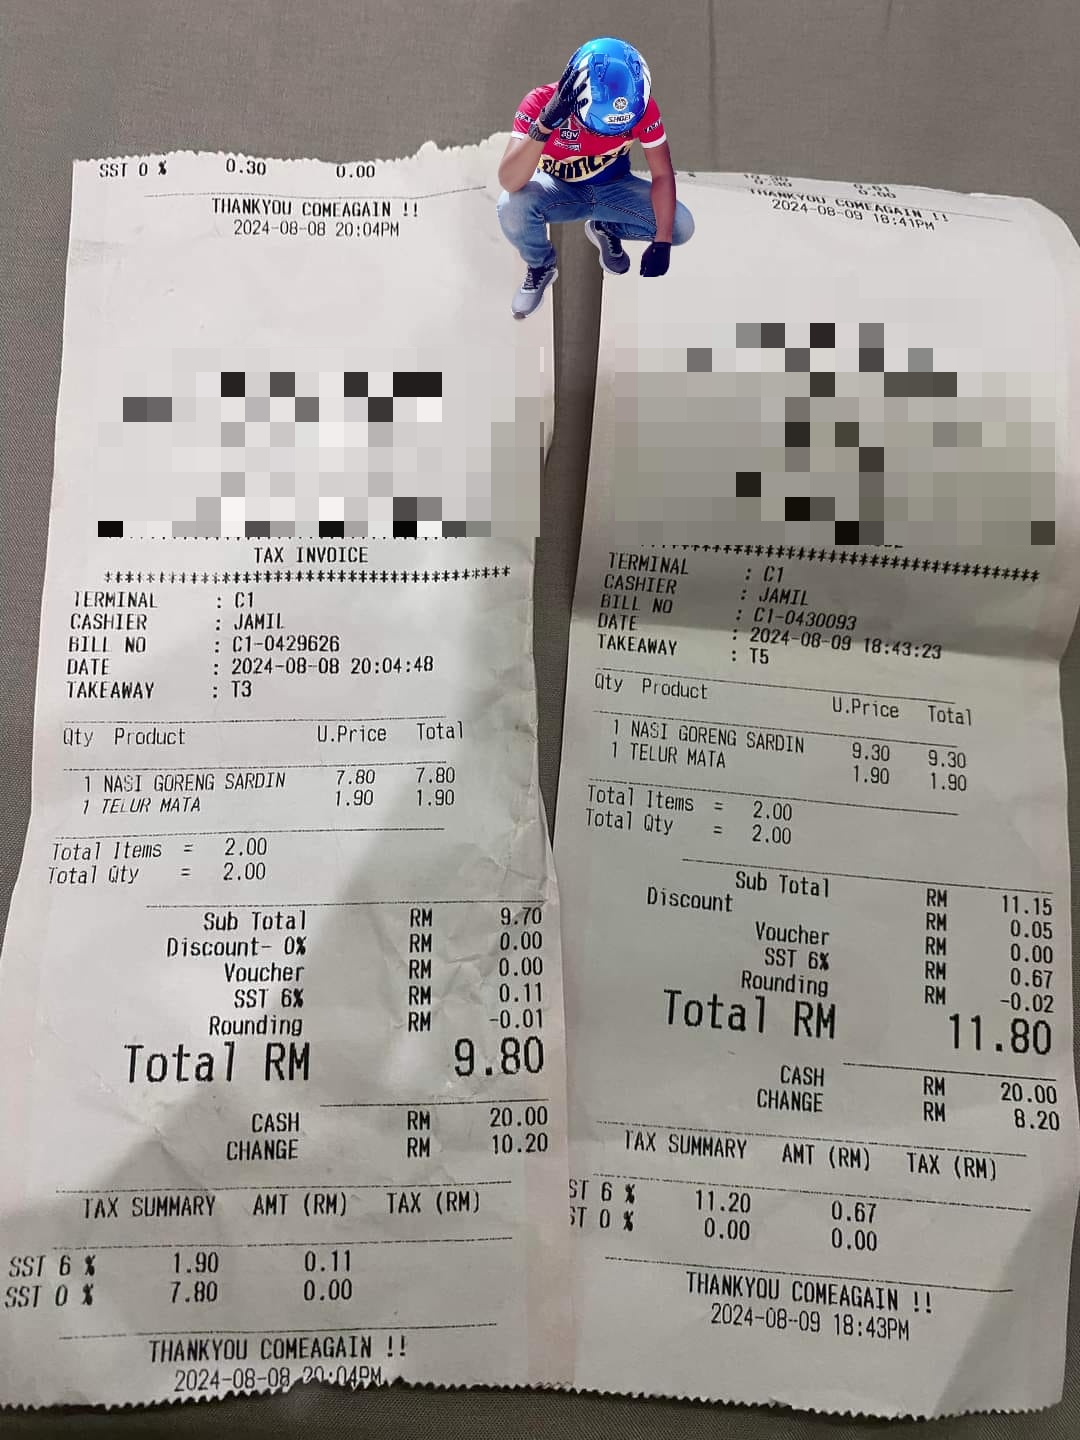 SST 0 % 0.30 0.00
THANKYOU COMEAGAIN !!
2024-08-08 20:04PM
TAX INVOICE
****************************************
TERMINAL : C1
CASHIER : JAMIL
BILL NO : C1-0429626
DATE : 2024-08-08 20:04:48
TAKEAWAY : T3
Qty Product U.Price Total
1 NASI GORENG SARDIN 7.80 7.80
1 TELUR MATA 1.90 1.90
Total Items = 2.00
Total Qty = 2.00
Sub Total RM 9.70
Discount- 0% RM 0.00
Voucher RM 0.00
SST 6% RM 0.11
Rounding RM -0.01
Total RM 9.80
CASH RM 20.00
CHANGE RM 10.20
TAX SUMMARY AMT (RM) TAX (RM)
SST 6 % 1.90 0.11
SST 0 % 7.80 0.00
THANKYOU COMEAGAIN !!
2024-08-08 20:04PM
SHOEI
agv
THANKYOU COMEAGAIN !!
2024-08-09 18:41PM
****************************************
TERMINAL : C1
CASHIER : JAMIL
BILL NO : C1-0430093
DATE : 2024-08-09 18:43:23
TAKEAWAY : T5
Qty Product U.Price Total
1 NASI GORENG SARDIN 9.30 9.30
1 TELUR MATA 1.90 1.90
Total Items = 2.00
Total Qty = 2.00
Sub Total RM 11.15
Discount RM 0.05
Voucher RM 0.00
SST 6% RM 0.67
Rounding RM -0.02
Total RM 11.80
CASH RM 20.00
CHANGE RM 8.20
TAX SUMMARY AMT (RM) TAX (RM)
ST 6 % 11.20 0.67
ST 0 % 0.00 0.00
THANKYOU COMEAGAIN !!
2024-08-09 18:43PM